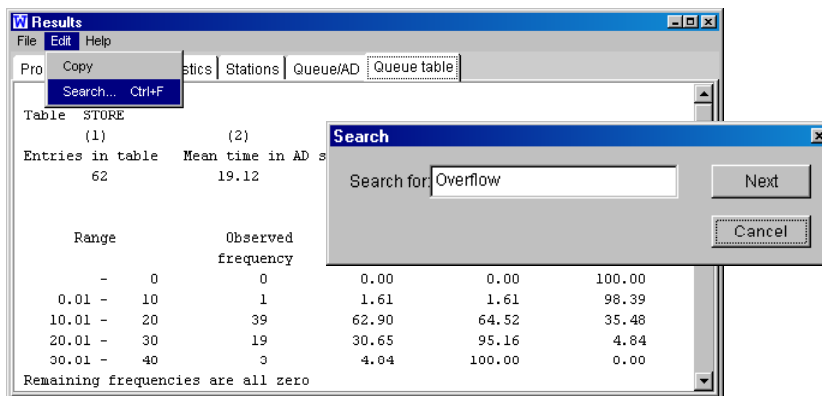 Results
File Edit Help
Copy
Search... Ctrl+F
Pro stics Stations Queue/AD Queue table
Table STORE
(1) (2)
Entries in table Mean time in AD s
62 19.12
Search
Search for: Overflow
Next
Cancel
Range Observed
frequency
- 0 0 0.00 0.00 100.00
0.01 - 10 1 1.61 1.61 98.39
10.01 - 20 39 62.90 64.52 35.48
20.01 - 30 19 30.65 95.16 4.84
30.01 - 40 3 4.84 100.00 0.00
Remaining frequencies are all zero